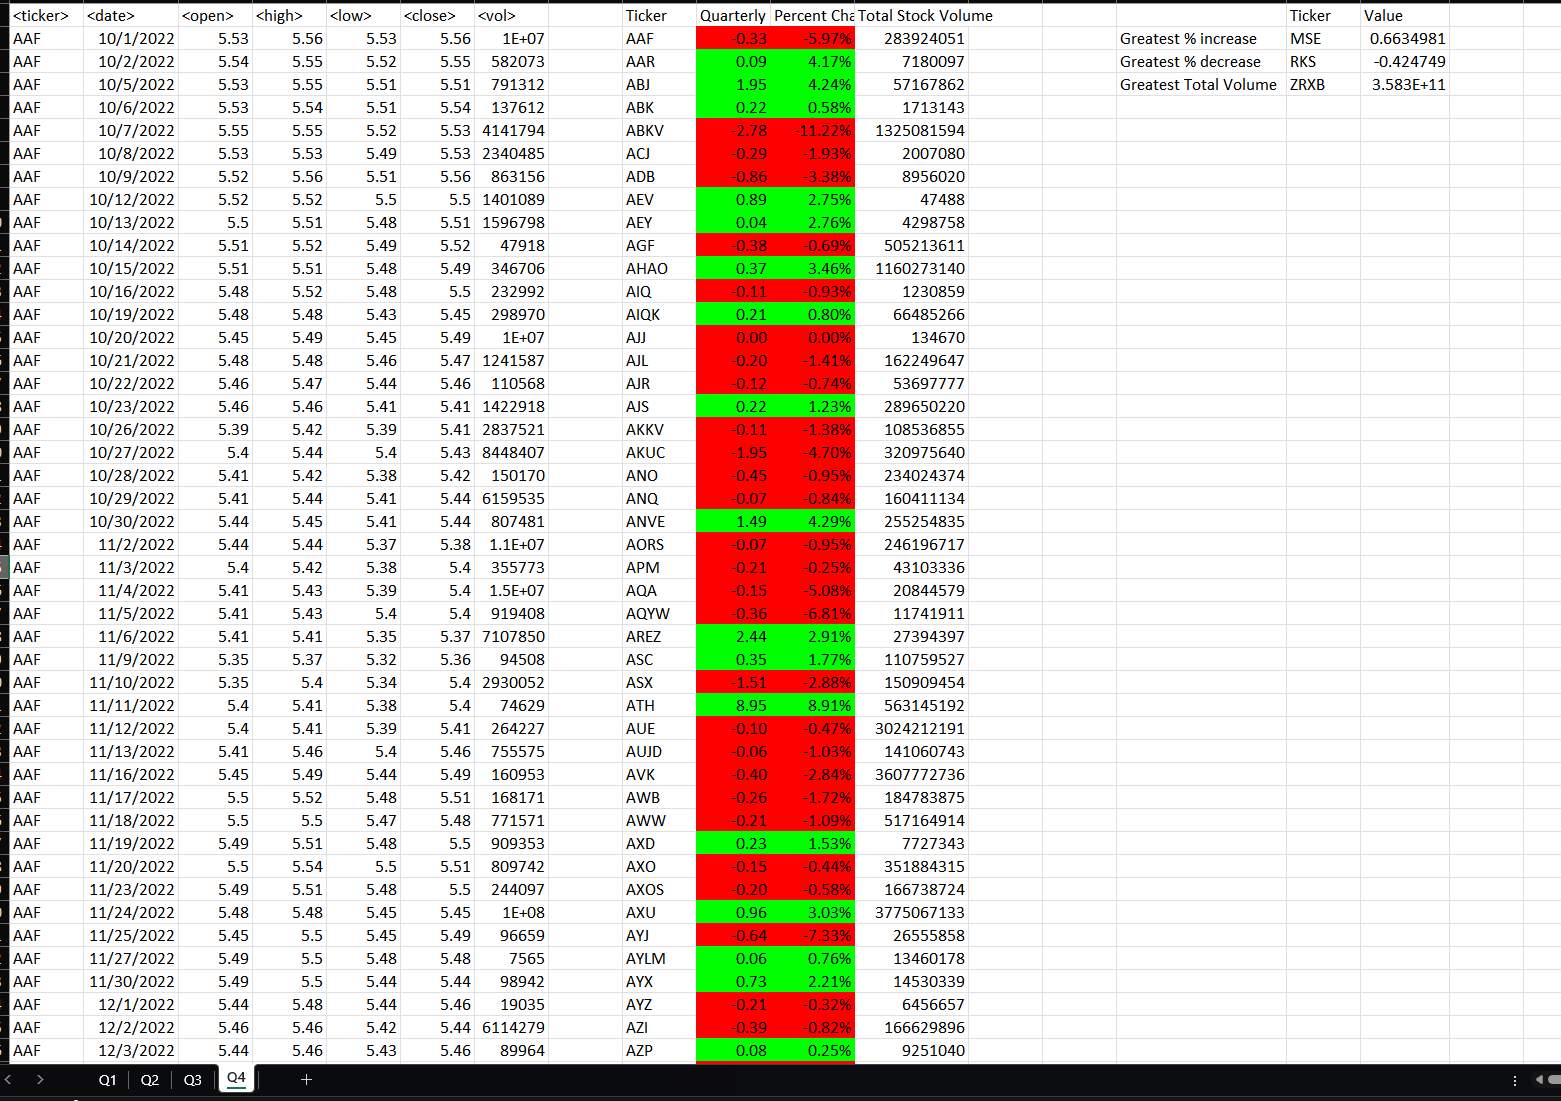 <ticker> <date> <open> <high> <low> <close> <vol> Ticker Quarterly Percent Cha Total Stock Volume Ticker Value
AAF 10/1/2022 5.53 5.56 5.53 5.56 1E+07 AAF -0.33 -5.97% 283924051 Greatest % increase MSE 0.6634981
AAF 10/2/2022 5.54 5.55 5.52 5.55 582073 AAR 0.09 4.17% 7180097 Greatest % decrease RKS -0.424749
AAF 10/5/2022 5.53 5.55 5.51 5.51 791312 ABJ 1.95 4.24% 57167862 Greatest Total Volume ZRXB 3.583E+11
AAF 10/6/2022 5.53 5.54 5.51 5.54 137612 ABK 0.22 0.58% 1713143
AAF 10/7/2022 5.55 5.55 5.52 5.53 4141794 ABKV -2.78 -11.22% 1325081594
AAF 10/8/2022 5.53 5.53 5.49 5.53 2340485 ACJ -0.29 -1.93% 2007080
AAF 10/9/2022 5.52 5.56 5.51 5.56 863156 ADB -0.86 -3.38% 8956020
AAF 10/12/2022 5.52 5.52 5.5 5.5 1401089 AEV 0.89 2.75% 47488
AAF 10/13/2022 5.5 5.51 5.48 5.51 1596798 AEY 0.04 2.76% 4298758
AAF 10/14/2022 5.51 5.52 5.49 5.52 47918 AGF -0.38 -0.69% 505213611
AAF 10/15/2022 5.51 5.51 5.48 5.49 346706 AHAO 0.37 3.46% 1160273140
AAF 10/16/2022 5.48 5.52 5.48 5.5 232992 AIQ -0.11 -0.93% 1230859
AAF 10/19/2022 5.48 5.48 5.43 5.45 298970 AIQK 0.21 0.80% 66485266
AAF 10/20/2022 5.45 5.49 5.45 5.49 1E+07 AJJ 0.00 0.00% 134670
AAF 10/21/2022 5.48 5.48 5.46 5.47 1241587 AJL -0.20 -1.41% 162249647
AAF 10/22/2022 5.46 5.47 5.44 5.46 110568 AJR -0.12 -0.74% 53697777
AAF 10/23/2022 5.46 5.46 5.41 5.41 1422918 AJS 0.22 1.23% 289650220
AAF 10/26/2022 5.39 5.42 5.39 5.41 2837521 AKKV -0.11 -1.38% 108536855
AAF 10/27/2022 5.4 5.44 5.4 5.43 8448407 AKUC -1.95 -4.70% 320975640
AAF 10/28/2022 5.41 5.42 5.38 5.42 150170 ANO -0.45 -0.95% 234024374
AAF 10/29/2022 5.41 5.44 5.41 5.44 6159535 ANQ -0.07 -0.84% 160411134
AAF 10/30/2022 5.44 5.45 5.41 5.44 807481 ANVE 1.49 4.29% 255254835
AAF 11/2/2022 5.44 5.44 5.37 5.38 1.1E+07 AORS -0.07 -0.95% 246196717
AAF 11/3/2022 5.4 5.42 5.38 5.4 355773 APM -0.21 -0.25% 43103336
AAF 11/4/2022 5.41 5.43 5.39 5.4 1.5E+07 AQA -0.15 -5.08% 20844579
AAF 11/5/2022 5.41 5.43 5.4 5.4 919408 AQYW -0.36 -6.81% 11741911
AAF 11/6/2022 5.41 5.41 5.35 5.37 7107850 AREZ 2.44 2.91% 27394397
AAF 11/9/2022 5.35 5.37 5.32 5.36 94508 ASC 0.35 1.77% 110759527
AAF 11/10/2022 5.35 5.4 5.34 5.4 2930052 ASX -1.51 -2.88% 150909454
AAF 11/11/2022 5.4 5.41 5.38 5.4 74629 ATH 8.95 8.91% 563145192
AAF 11/12/2022 5.4 5.41 5.39 5.41 264227 AUE -0.10 -0.47% 3024212191
AAF 11/13/2022 5.41 5.46 5.4 5.46 755575 AUJD -0.06 -1.03% 141060743
AAF 11/16/2022 5.45 5.49 5.44 5.49 160953 AVK -0.40 -2.84% 3607772736
AAF 11/17/2022 5.5 5.52 5.48 5.51 168171 AWB -0.26 -1.72% 184783875
AAF 11/18/2022 5.5 5.5 5.47 5.48 771571 AWW -0.21 -1.09% 517164914
AAF 11/19/2022 5.49 5.51 5.48 5.5 909353 AXD 0.23 1.53% 7727343
AAF 11/20/2022 5.5 5.54 5.5 5.51 809742 AXO -0.15 -0.44% 351884315
AAF 11/23/2022 5.49 5.51 5.48 5.5 244097 AXOS -0.20 -0.58% 166738724
AAF 11/24/2022 5.48 5.48 5.45 5.45 1E+08 AXU 0.96 3.03% 3775067133
AAF 11/25/2022 5.45 5.5 5.45 5.49 96659 AYJ -0.64 -7.33% 26555858
AAF 11/27/2022 5.49 5.5 5.48 5.48 7565 AYLM 0.06 0.76% 13460178
AAF 11/30/2022 5.49 5.5 5.44 5.44 98942 AYX 0.73 2.21% 14530339
AAF 12/1/2022 5.44 5.48 5.44 5.46 19035 AYZ -0.21 -0.32% 6456657
AAF 12/2/2022 5.46 5.46 5.42 5.44 6114279 AZI -0.39 -0.82% 166629896
AAF 12/3/2022 5.44 5.46 5.43 5.46 89964 AZP 0.08 0.25% 9251040
Q1 Q2 Q3 Q4